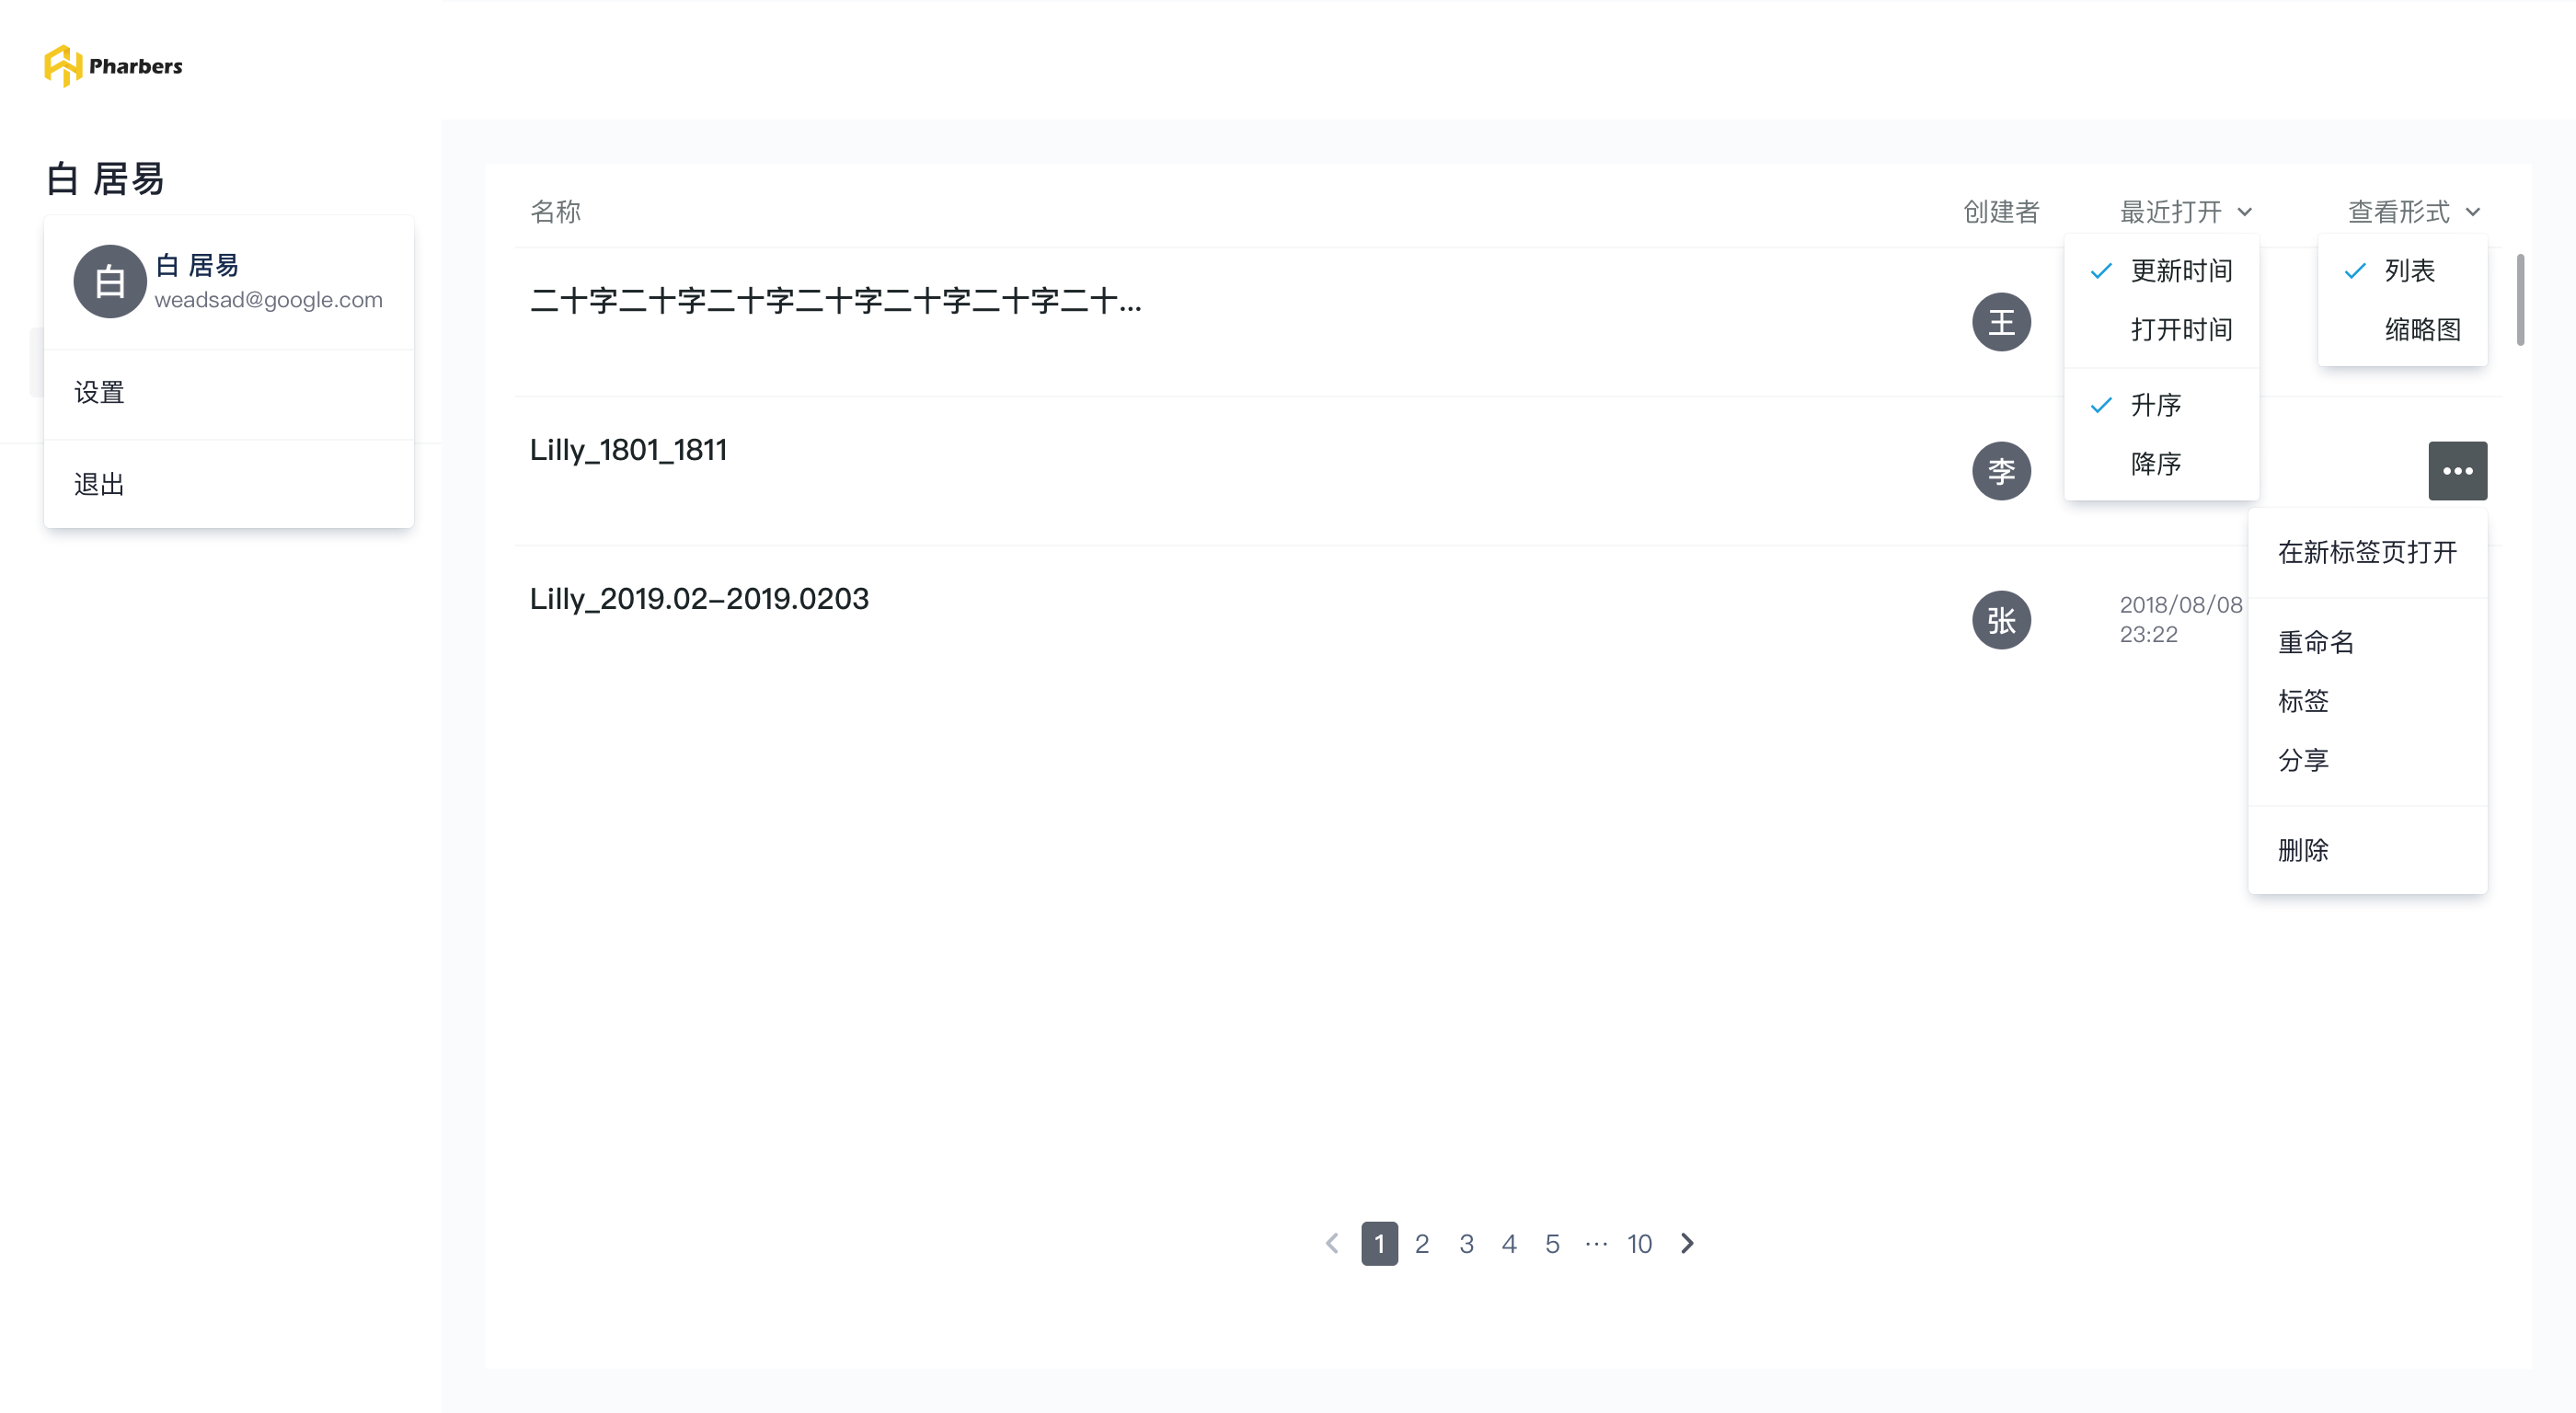 Pharbers
白 居易
白
白 居易
weadsad@google.com
设置
退出
名称
创建者
最近打开
查看形式
更新时间
打开时间
升序
降序
列表
缩略图
二十字二十字二十字二十字二十字二十字二十...
王
Lilly_1801_1811
李
在新标签页打开
重命名
标签
分享
删除
Lilly_2019.02-2019.0203
张
2018/08/08
23:22
1 2 3 4 5 ··· 10